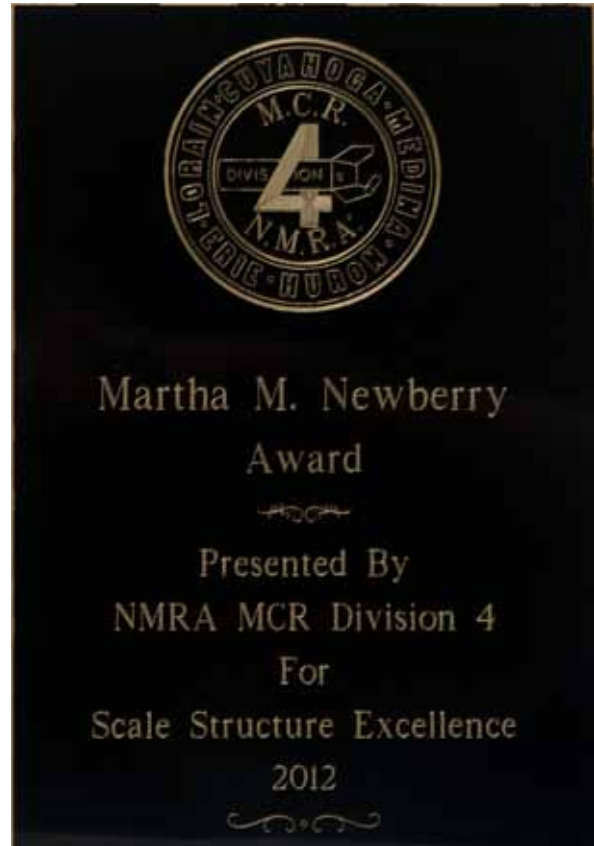 LORAIN • CUYAHOGA • MEDINA • HURON • ERIE •
M.C.R.
DIVISION
4
N.M.R.A.
Martha M. Newberry
Award
Presented By
NMRA MCR Division 4
For
Scale Structure Excellence
2012